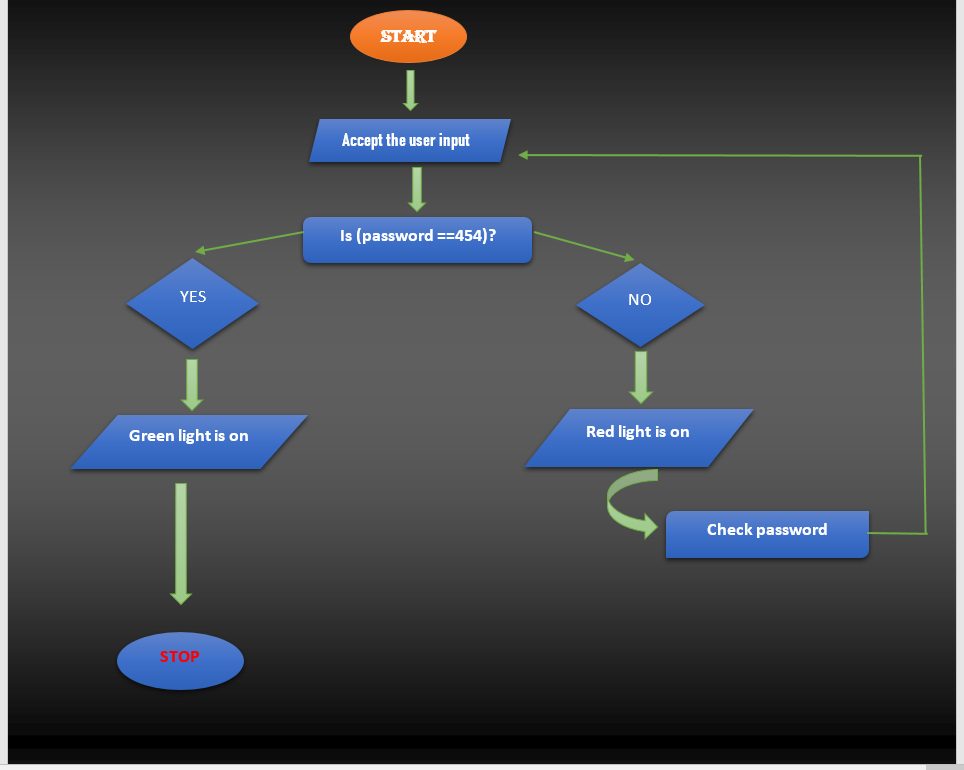 START
Accept the user input
Is (password ==454)?
YES
NO
Green light is on
Red light is on
Check password
STOP